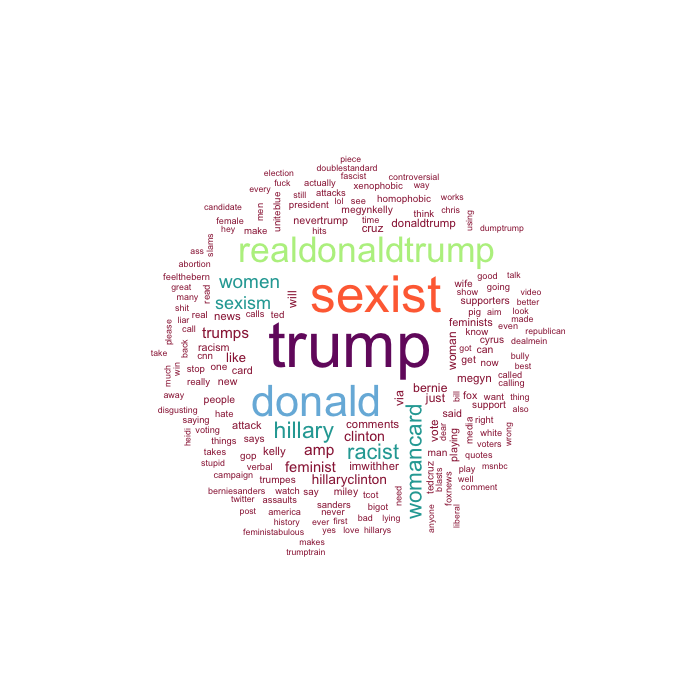 piece
doublestandard
election fascist controversial
fuck actually xenophobic way
every still attacks homophobic works
candidate men uniteblue president lol see megynkelly think chris
female nevertrump time donaldtrump using
hey make hits cruz dumptrump
ass slams
realdonaldtrump
abortion
feelthebern women sexist wife good talk
great read will show going video
many sexism supporters better
shit real news calls ted pig aim look
liar feminists made
please call trumps trump woman know even republican
back racism cyrus dealmein
take cnn like got can bully
much win stop one card get now best
really new megyn called
away donald via bernie calling
disgusting people just bill fox want thing
hate support also
saying hillary comments womancard vote said right
heidi voting attack clinton dear playing media white wrong
things says racist man voters
takes gop kelly amp quotes
stupid verbal feminist imwithher tedcruz blasts play msnbc
campaign trumpes hillaryclinton well
berniesanders watch say miley tcot need foxnews comment
twitter assaults sanders bigot
post america never anyone liberal
history ever first bad lying
feministabulous yes love hillarys
makes
trumptrain